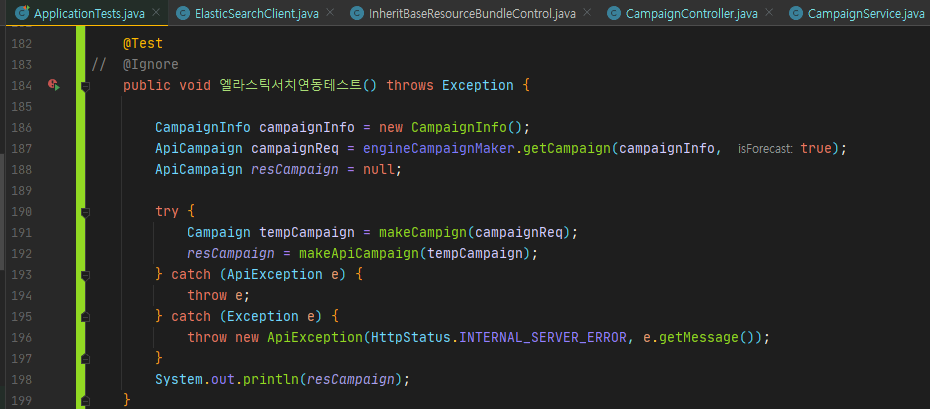 ApplicationTests.java ElasticSearchClient.java InheritBaseResourceBundleControl.java CampaignController.java CampaignService.java
182 @Test
183 // @Ignore
184 public void 엘라스틱서치연동테스트() throws Exception {
185
186 CampaignInfo campaignInfo = new CampaignInfo();
187 ApiCampaign campaignReq = engineCampaignMaker.getCampaign(campaignInfo, isForecast: true);
188 ApiCampaign resCampaign = null;
189
190 try {
191 Campaign tempCampaign = makeCampign(campaignReq);
192 resCampaign = makeApiCampaign(tempCampaign);
193 } catch (ApiException e) {
194 throw e;
195 } catch (Exception e) {
196 throw new ApiException(HttpStatus.INTERNAL_SERVER_ERROR, e.getMessage());
197 }
198 System.out.println(resCampaign);
199 }